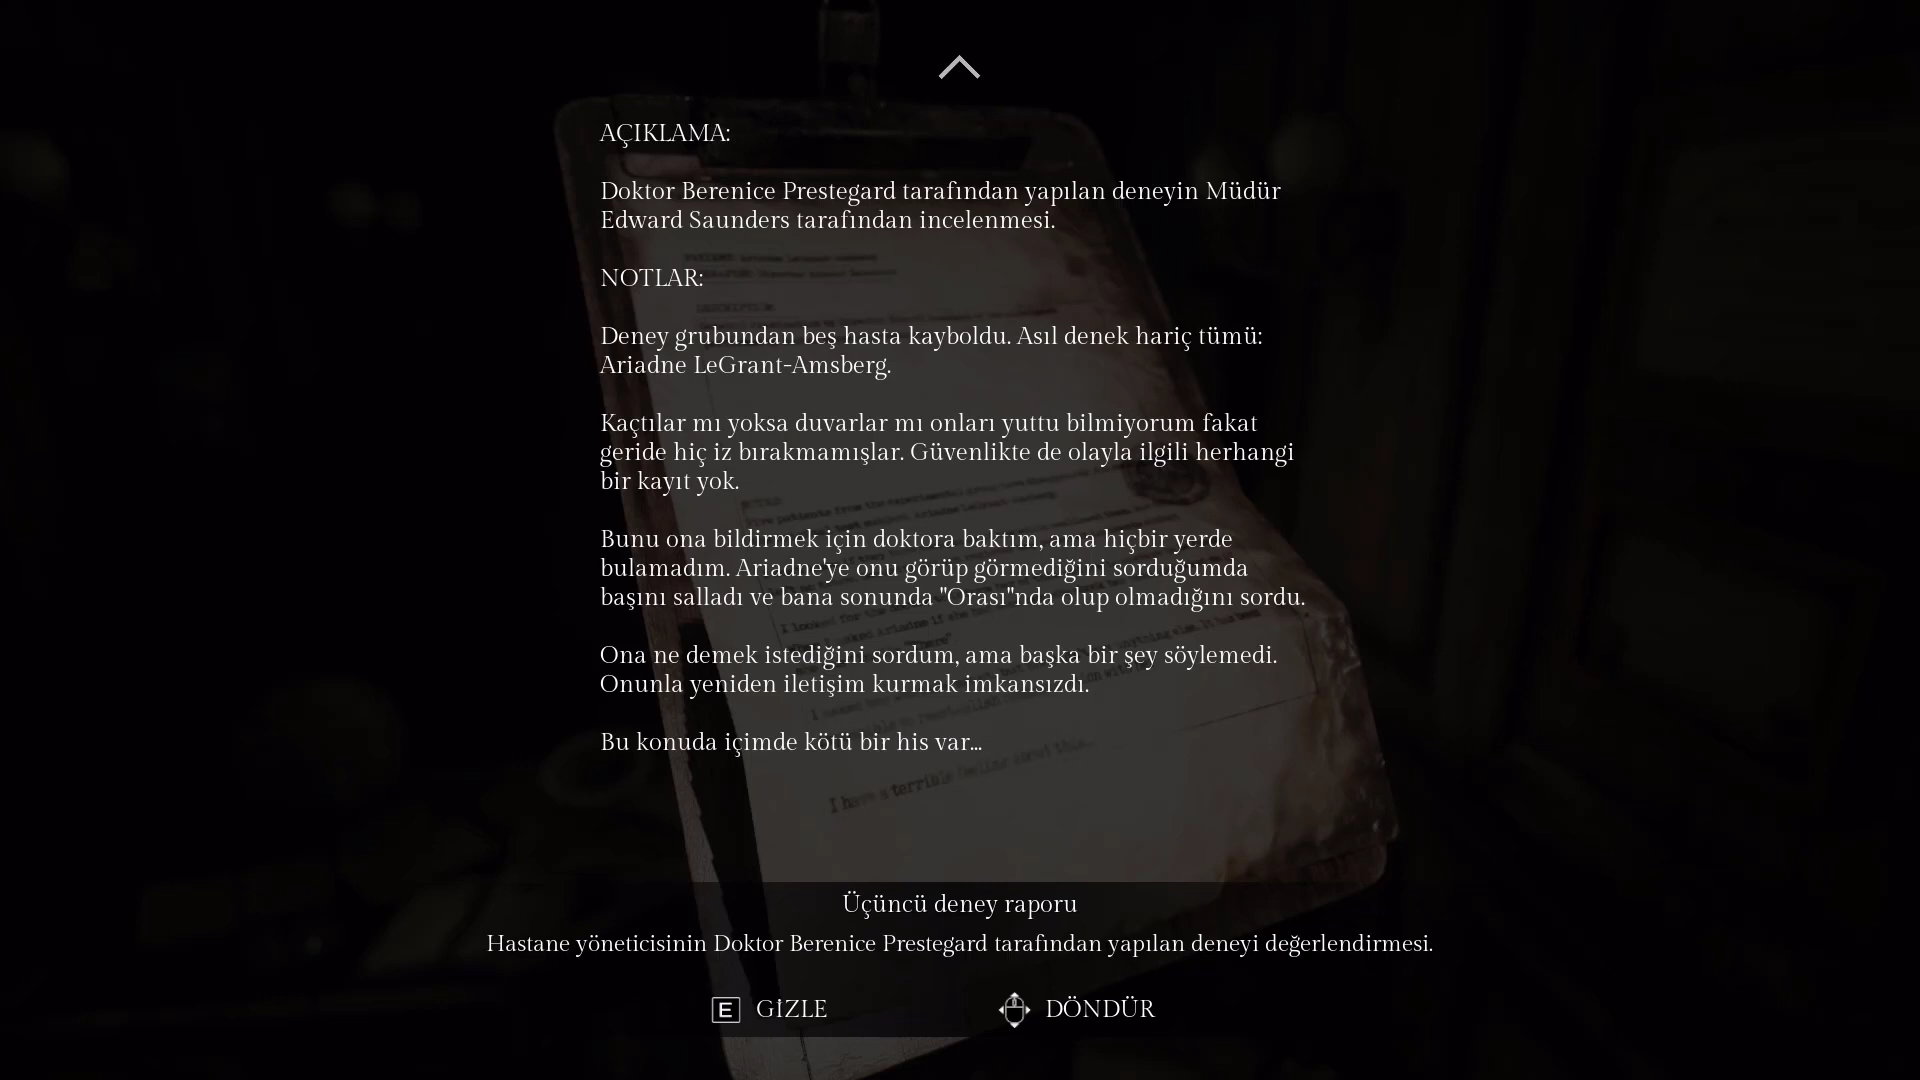 AÇIKLAMA:
Doktor Berenice Prestegard tarafından yapılan deneyin Müdür
Edward Saunders tarafından incelenmesi.
NOTLAR:
Deney grubundan beş hasta kayboldu. Asıl denek hariç tümü:
Ariadne LeGrant-Amsberg.
Kaçtılar mı yoksa duvarlar mı onları yuttu bilmiyorum fakat
geride hiç iz bırakmamışlar. Güvenlikte de olayla ilgili herhangi
bir kayıt yok.
Bunu ona bildirmek için doktora baktım, ama hiçbir yerde
bulamadım. Ariadne'ye onu görüp görmediğini sorduğumda
başını salladı ve bana sonunda "Orası"nda olup olmadığını sordu.
Ona ne demek istediğini sordum, ama başka bir şey söylemedi.
Onunla yeniden iletişim kurmak imkansızdı.
Bu konuda içimde kötü bir his var...
I have a terrible feeling about this...
Üçüncü deney raporu
Hastane yöneticisinin Doktor Berenice Prestegard tarafından yapılan deneyi değerlendirmesi.
E GİZLE
DÖNDÜR